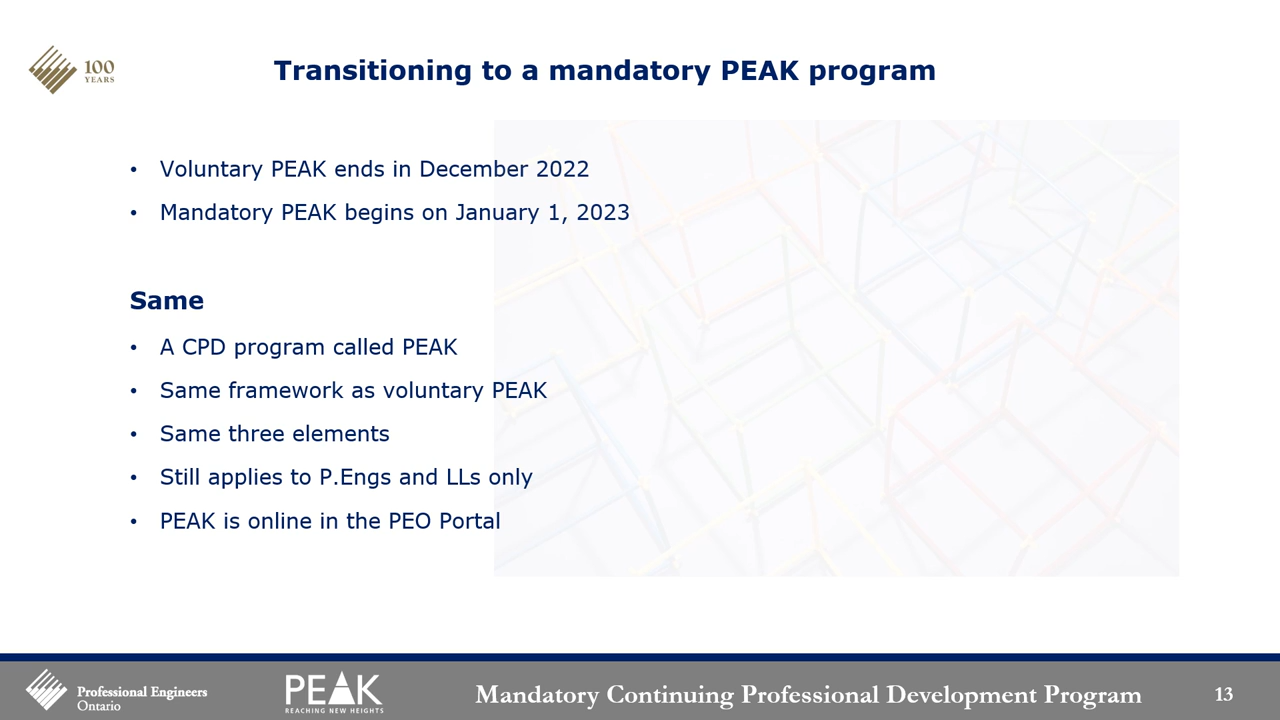 100
YEARS
Transitioning to a mandatory PEAK program
• Voluntary PEAK ends in December 2022
• Mandatory PEAK begins on January 1, 2023
Same
• A CPD program called PEAK
• Same framework as voluntary PEAK
• Same three elements
• Still applies to P.Engs and LLs only
• PEAK is online in the PEO Portal
Professional Engineers
Ontario
PEAK
REACHING NEW HEIGHTS
Mandatory Continuing Professional Development Program
13